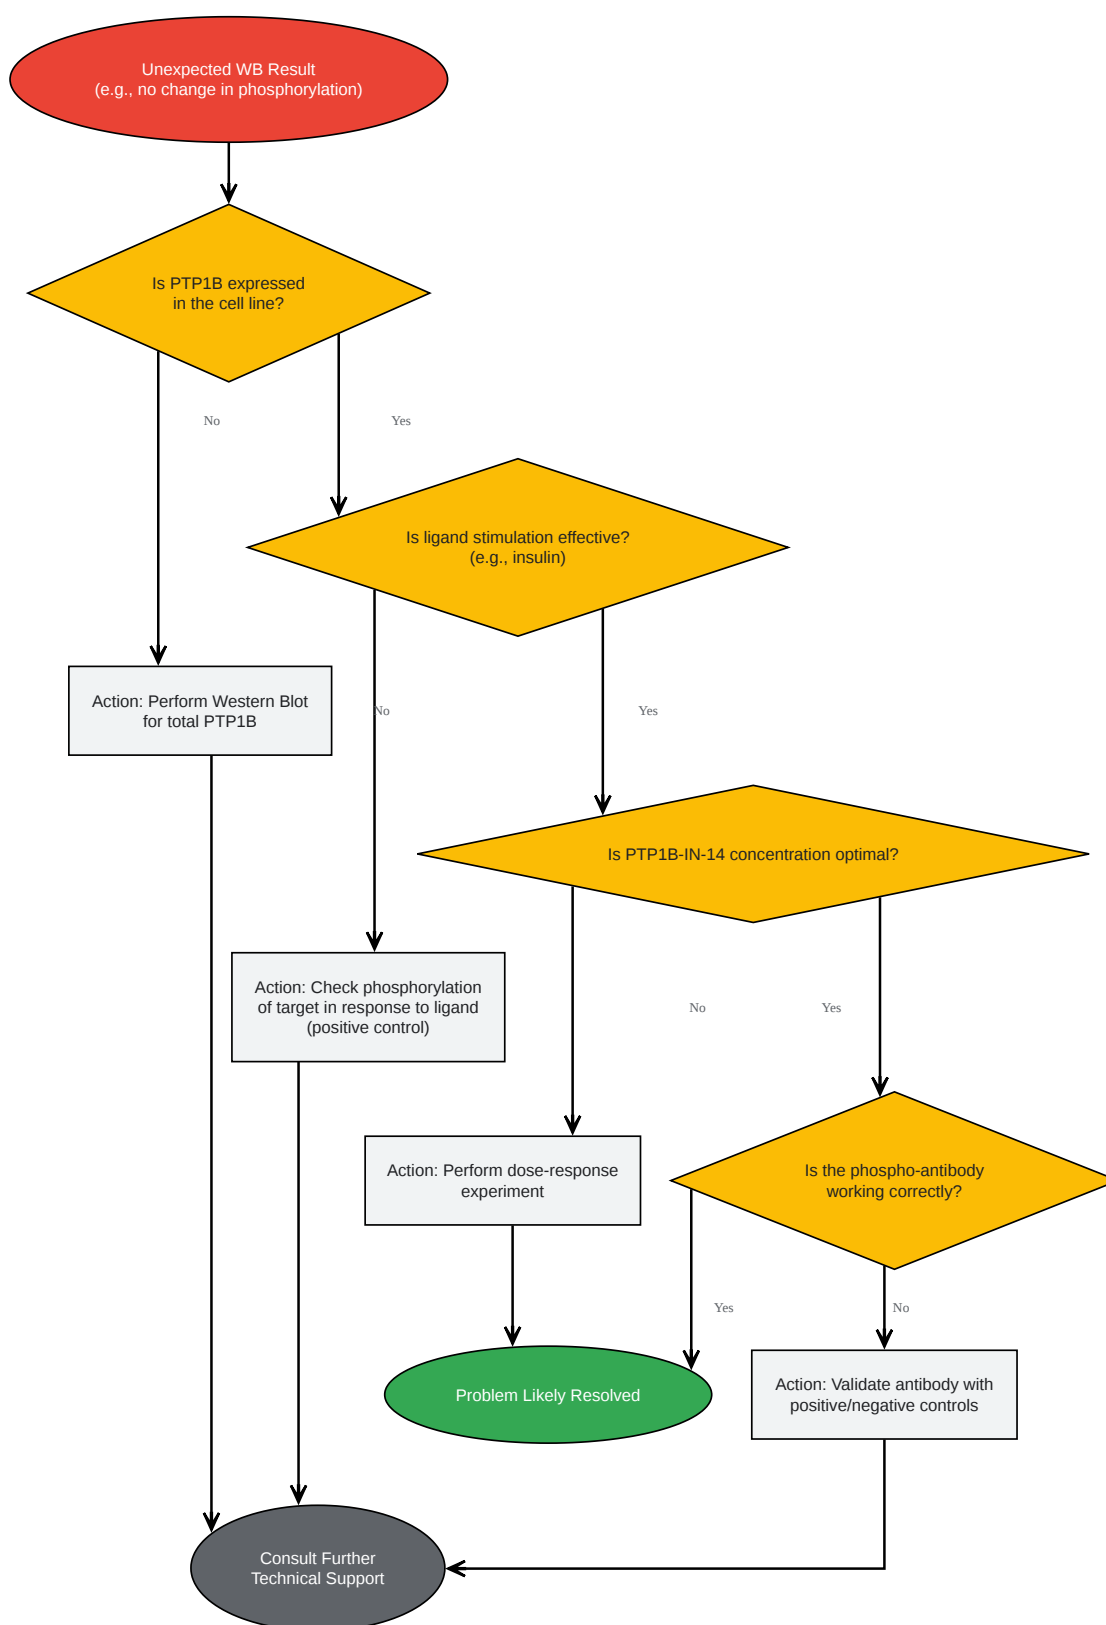 Unexpected WB Result
(e.g., no change in phosphorylation)
Is PTP1B expressed
in the cell line?
No
Yes
Is ligand stimulation effective?
(e.g., insulin)
Action: Perform Western Blot
for total PTP1B
No
Yes
Is PTP1B-IN-14 concentration optimal?
Action: Check phosphorylation
of target in response to ligand
(positive control)
No
Yes
Action: Perform dose-response
experiment
Is the phospho-antibody
working correctly?
Yes
No
Problem Likely Resolved
Action: Validate antibody with
positive/negative controls
Consult Further
Technical Support